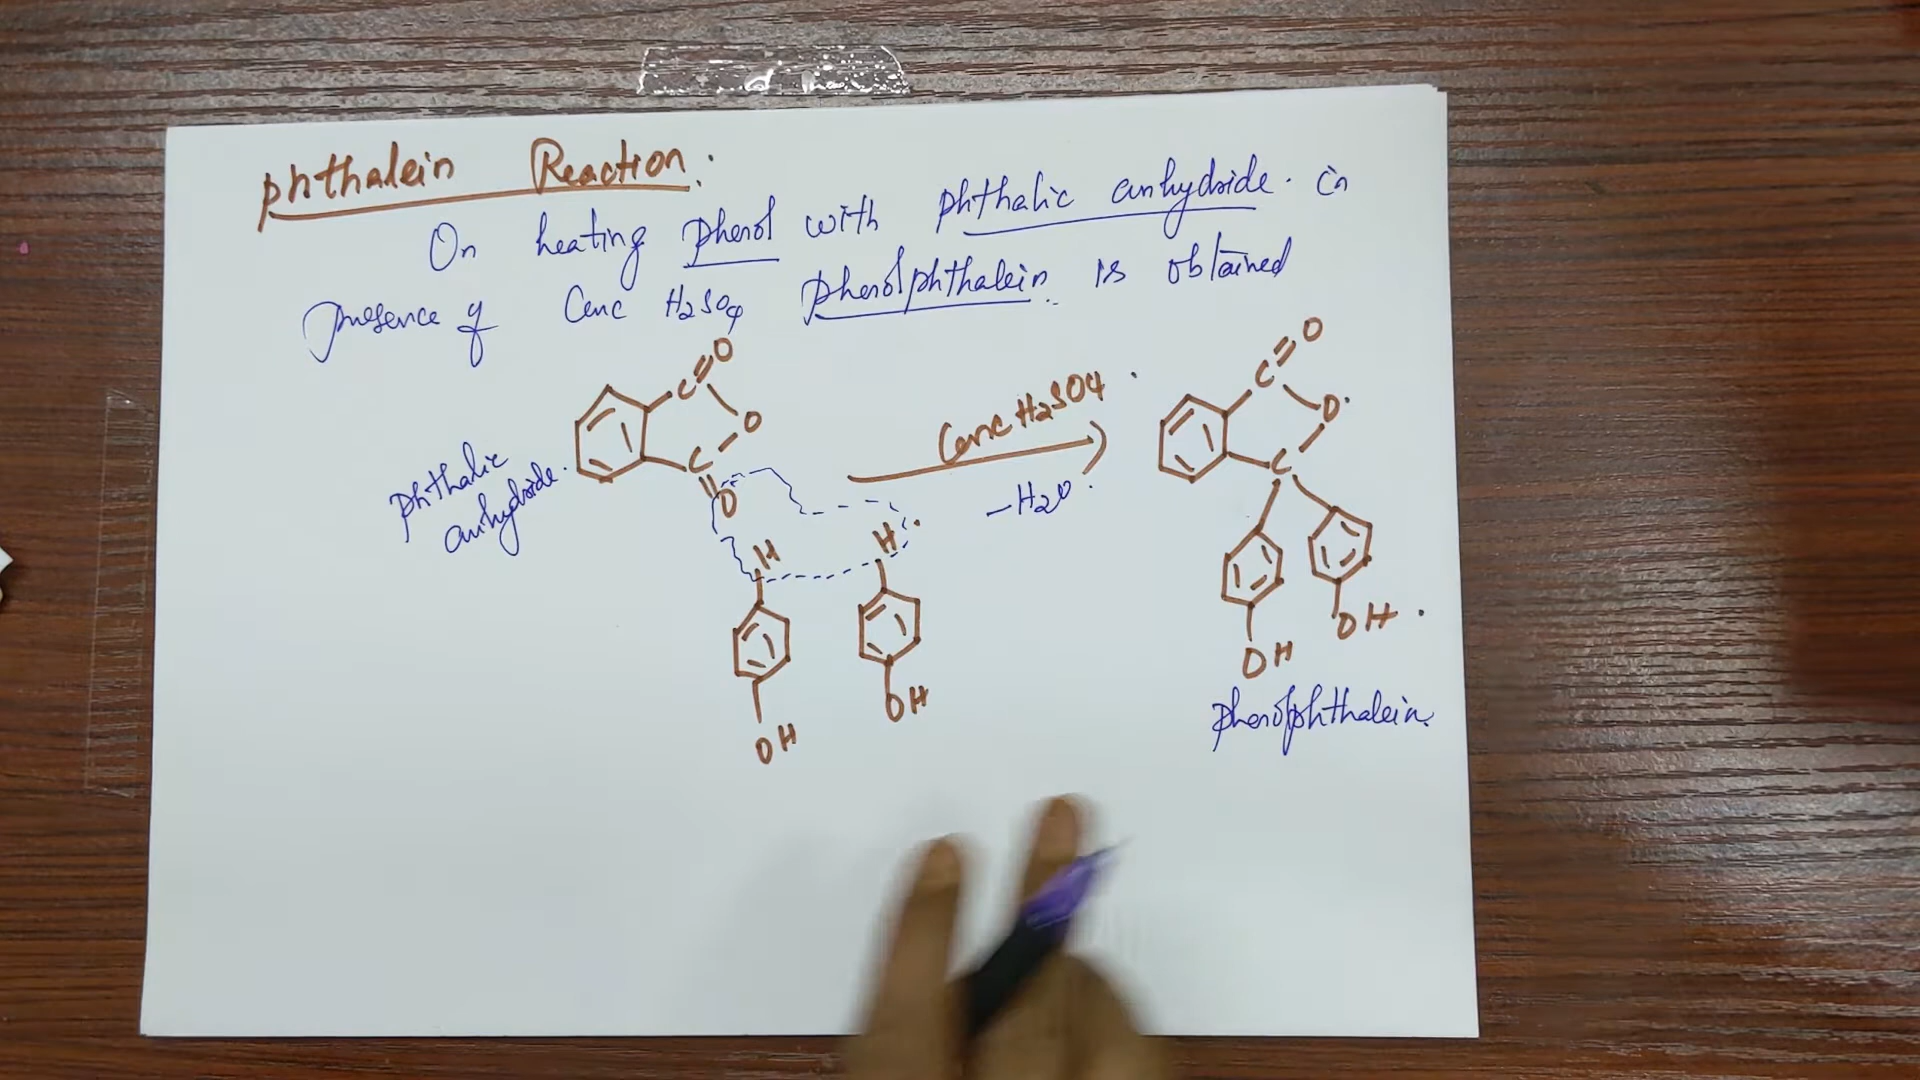 Phthalein Reaction:
On heating phenol with phthalic anhydride in
presence of Conc H2SO4 phenolphthalein is obtained
C O
O
C
O
phthalic
anhydride.
H H
OH OH
Conc H2SO4
-H2O
C O
O
C
OH OH
phenolphthalein.